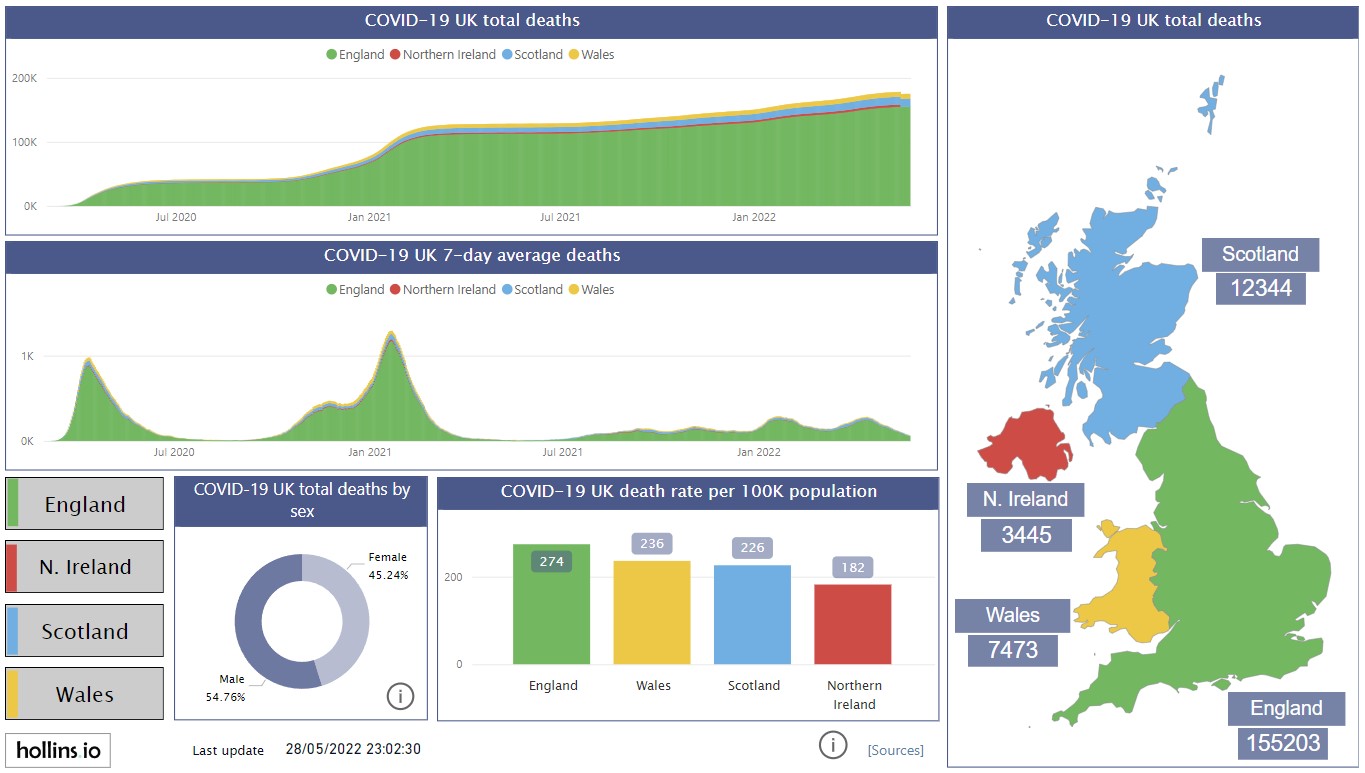 COVID-19 UK total deaths
England Northern Ireland Scotland Wales
200K
100K
0K
Jul 2020 Jan 2021 Jul 2021 Jan 2022
COVID-19 UK 7-day average deaths
England Northern Ireland Scotland Wales
1K
0K
Jul 2020 Jan 2021 Jul 2021 Jan 2022
England
N. Ireland
Scotland
Wales
COVID-19 UK total deaths by
sex
Female
45.24%
Male
54.76%
i
COVID-19 UK death rate per 100K population
274 236 226 182
200
0
England Wales Scotland Northern
Ireland
COVID-19 UK total deaths
Scotland
12344
N. Ireland
3445
Wales
7473
England
155203
hollins.io
Last update 28/05/2022 23:02:30
i
[Sources]